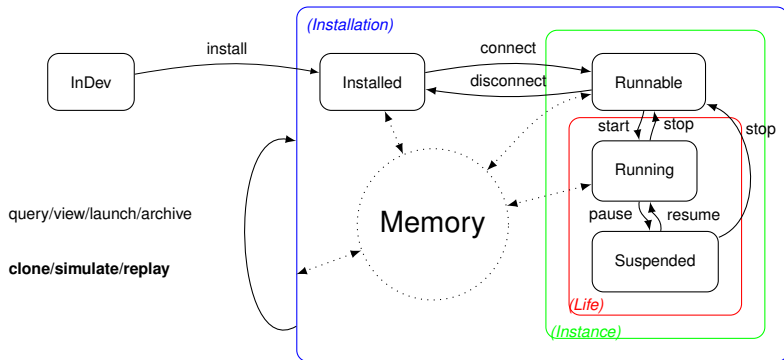 (Installation)
install
connect
InDev
Installed
disconnect
Runnable
start
stop
stop
Running
Memory
pause
resume
query/view/launch/archive
Suspended
clone/simulate/replay
(Life)
(Instance)